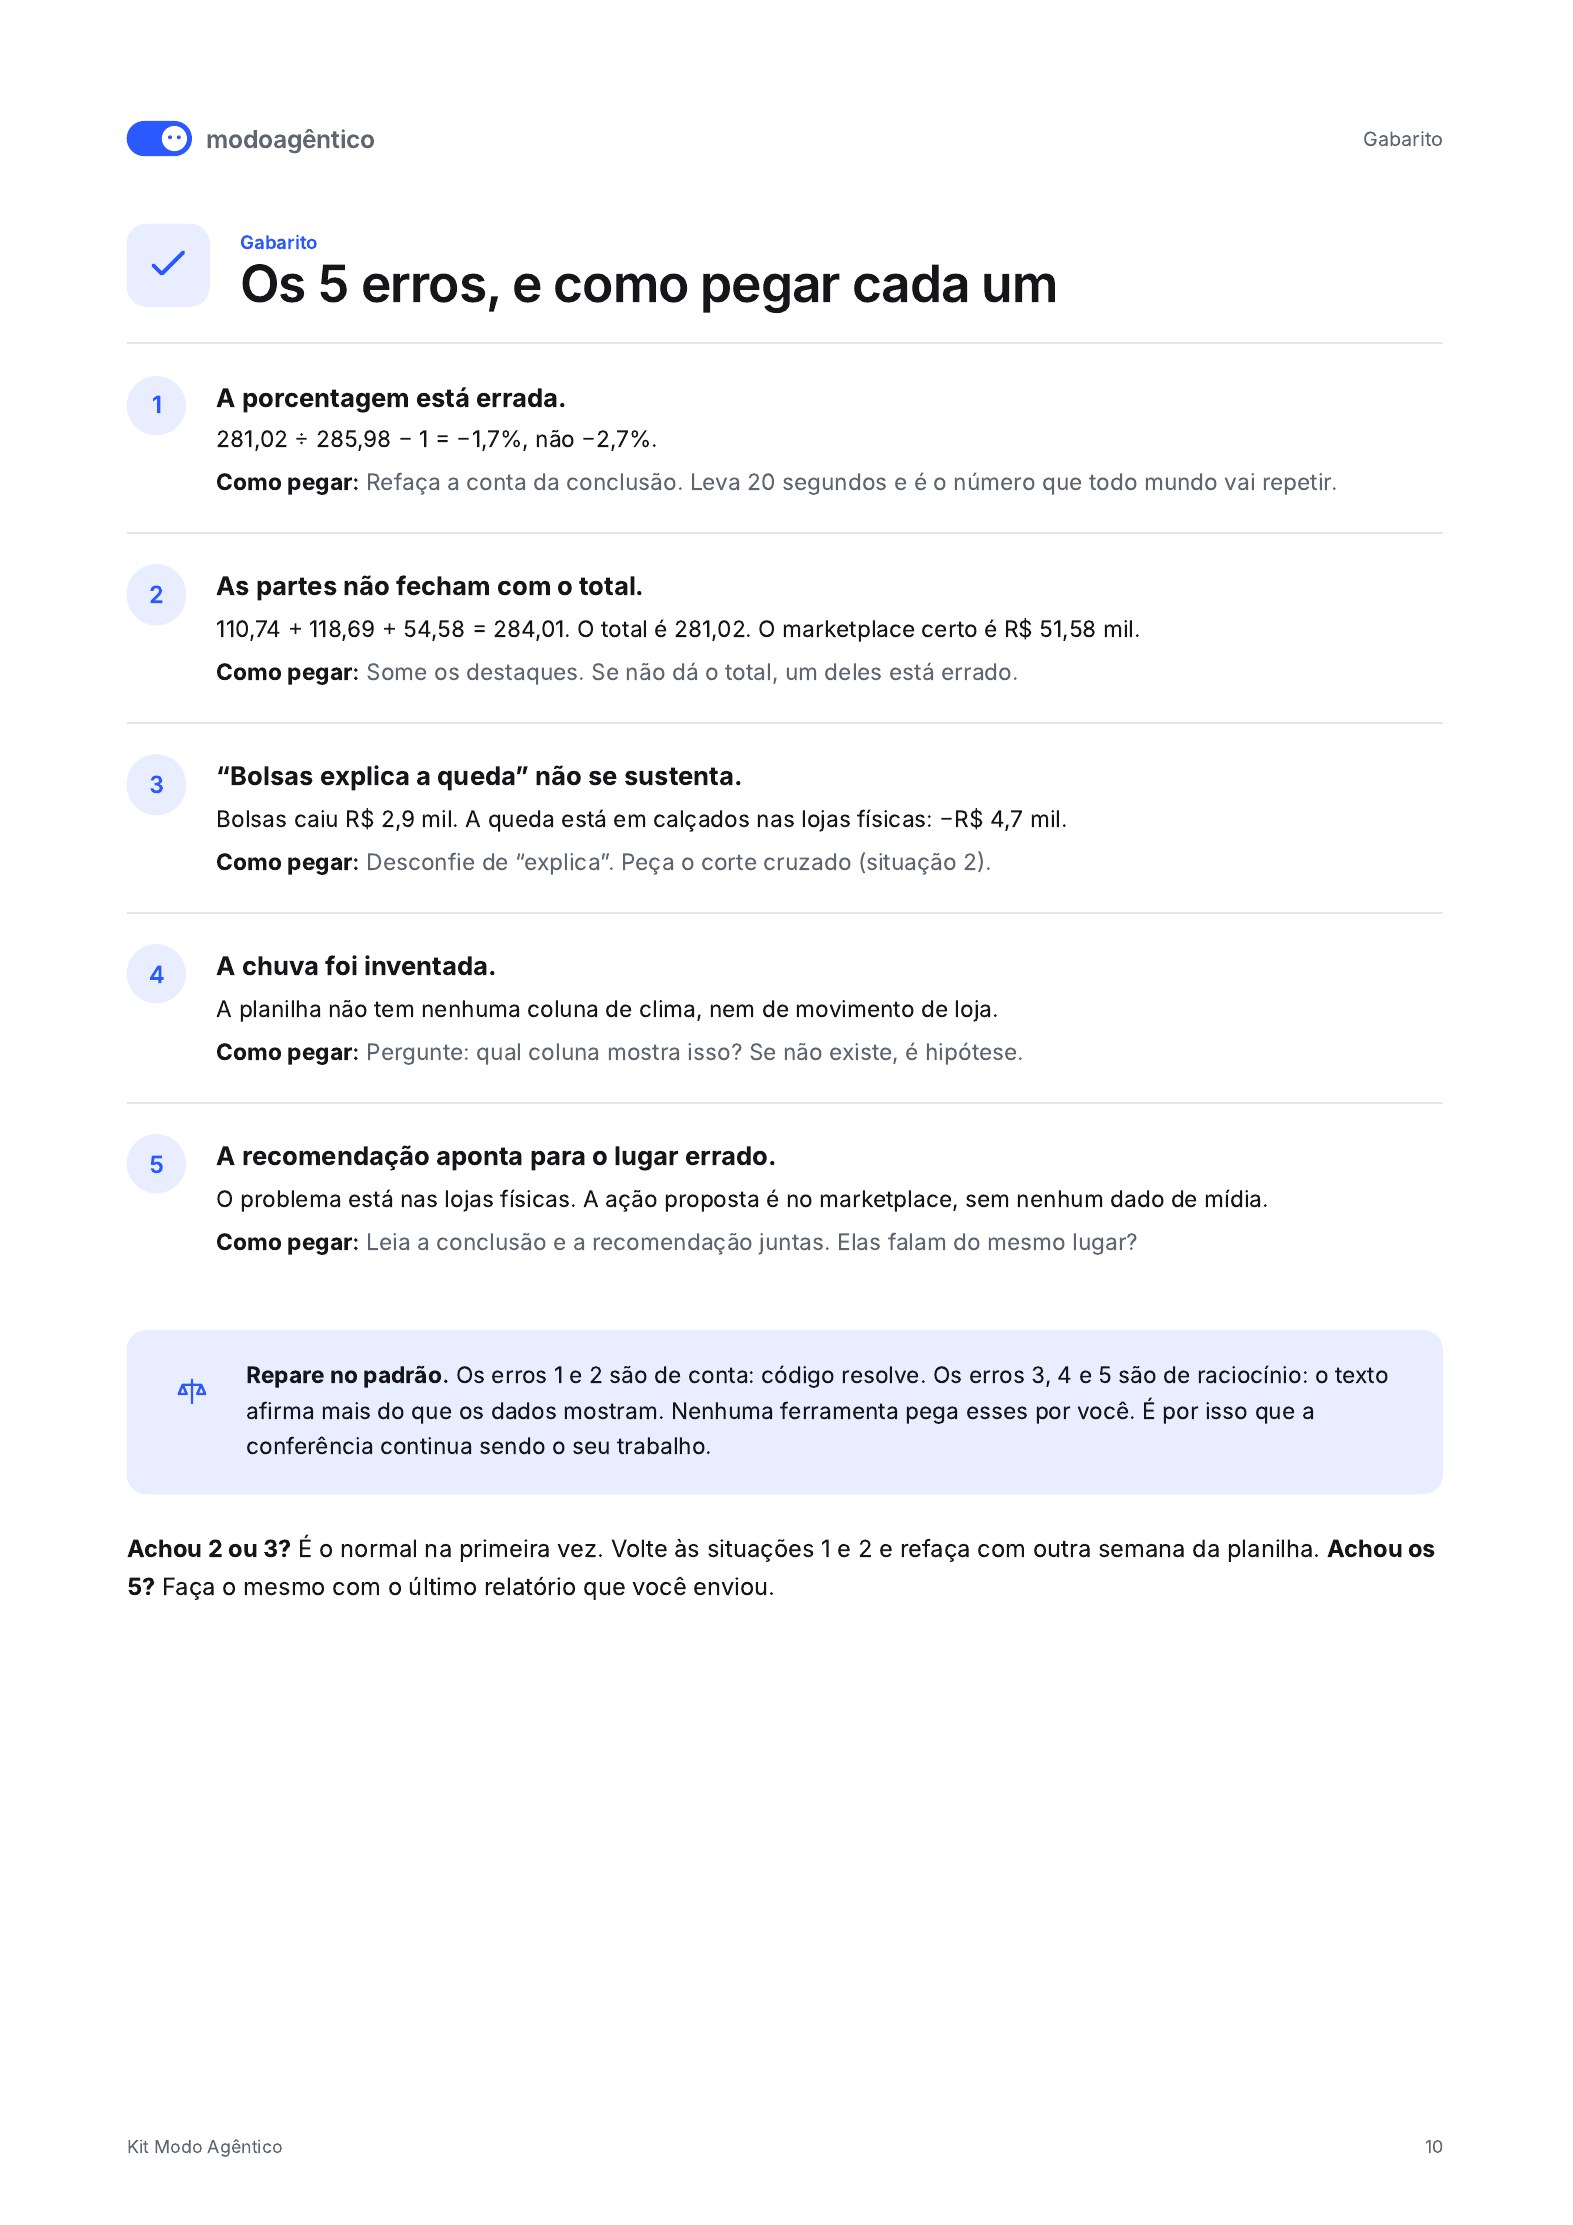 modoagêntico
Gabarito
Gabarito
Os 5 erros, e como pegar cada um
1
A porcentagem está errada.
281,02 ÷ 285,98 − 1 = −1,7%, não −2,7%.
Como pegar: Refaça a conta da conclusão. Leva 20 segundos e é o número que todo mundo vai repetir.
2
As partes não fecham com o total.
110,74 + 118,69 + 54,58 = 284,01. O total é 281,02. O marketplace certo é R$ 51,58 mil.
Como pegar: Some os destaques. Se não dá o total, um deles está errado.
3
“Bolsas explica a queda” não se sustenta.
Bolsas caiu R$ 2,9 mil. A queda está em calçados nas lojas físicas: −R$ 4,7 mil.
Como pegar: Desconfie de “explica”. Peça o corte cruzado (situação 2).
4
A chuva foi inventada.
A planilha não tem nenhuma coluna de clima, nem de movimento de loja.
Como pegar: Pergunte: qual coluna mostra isso? Se não existe, é hipótese.
5
A recomendação aponta para o lugar errado.
O problema está nas lojas físicas. A ação proposta é no marketplace, sem nenhum dado de mídia.
Como pegar: Leia a conclusão e a recomendação juntas. Elas falam do mesmo lugar?
Repare no padrão. Os erros 1 e 2 são de conta: código resolve. Os erros 3, 4 e 5 são de raciocínio: o texto
afirma mais do que os dados mostram. Nenhuma ferramenta pega esses por você. É por isso que a
conferência continua sendo o seu trabalho.
Achou 2 ou 3? É o normal na primeira vez. Volte às situações 1 e 2 e refaça com outra semana da planilha. Achou os
5? Faça o mesmo com o último relatório que você enviou.
Kit Modo Agêntico
10